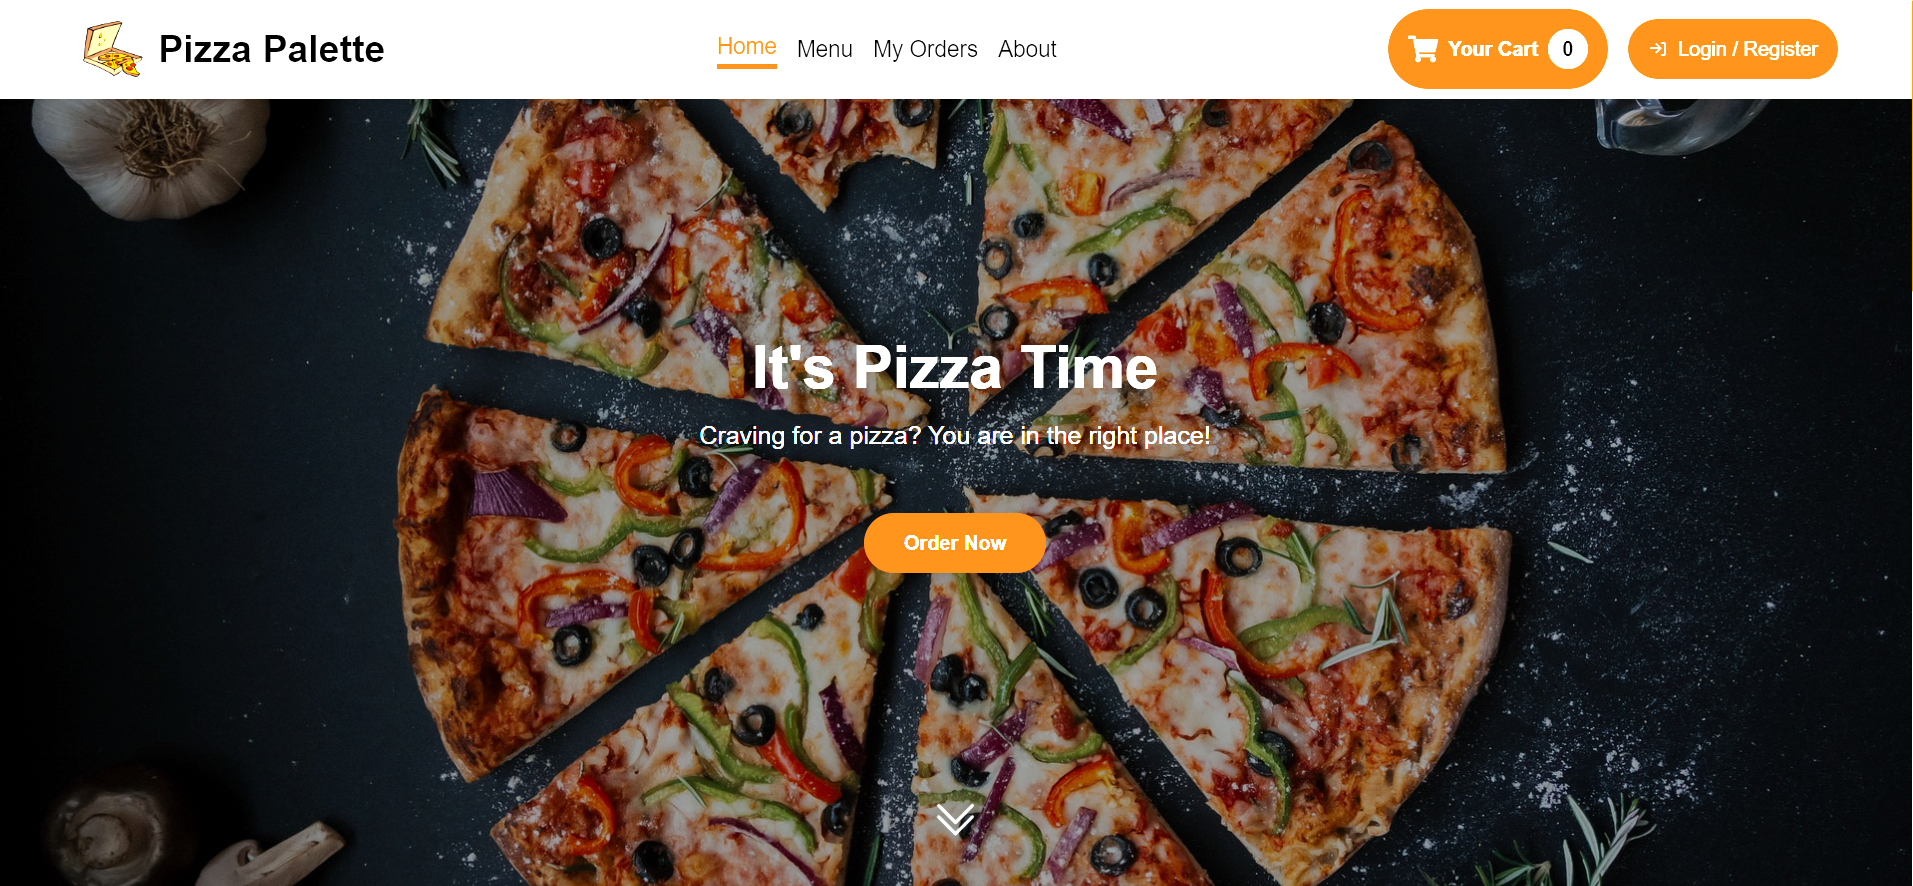 Pizza Palette
Home Menu My Orders About
Your Cart 0
Login / Register
It's Pizza Time
Craving for a pizza? You are in the right place!
Order Now